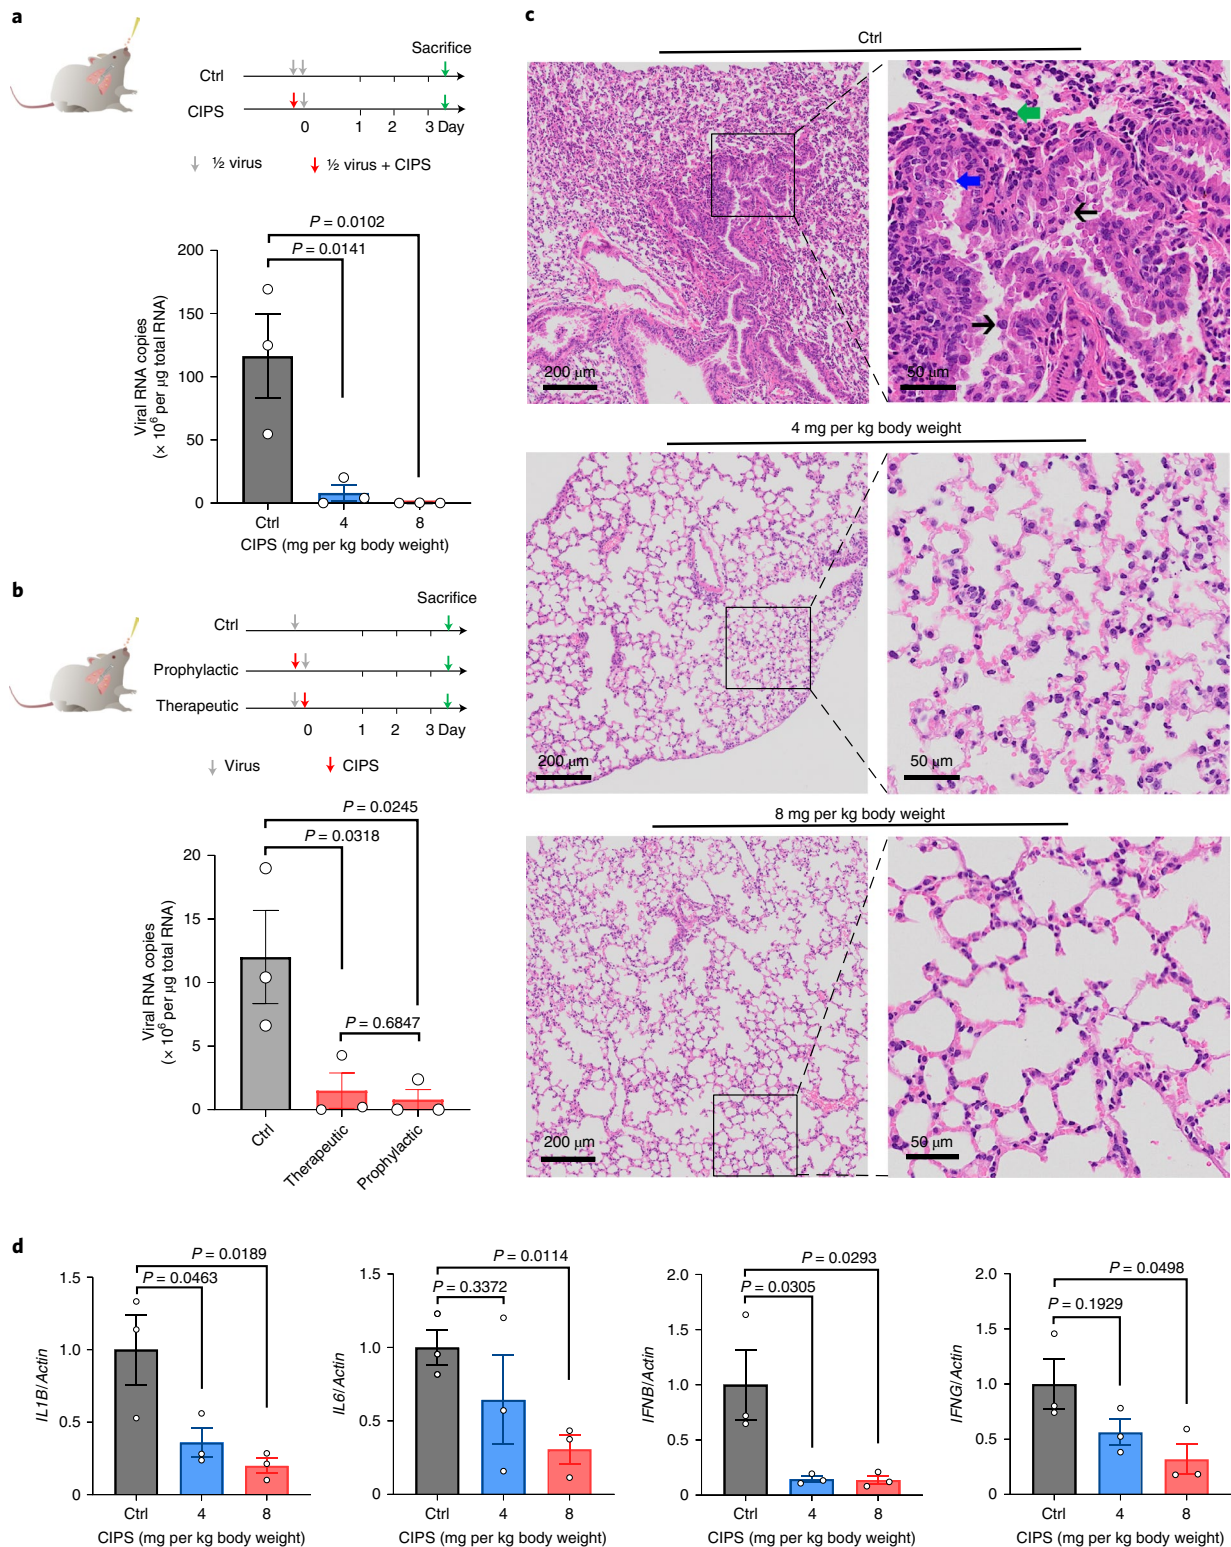 a
Sacrifice
Ctrl
CIPS
0 1 2 3 Day
½ virus ½ virus + CIPS
P = 0.0102
P = 0.0141
200
150
100
50
0
Viral RNA copies
(× 10⁶ per µg total RNA)
Ctrl 4 8
CIPS (mg per kg body weight)
b
Sacrifice
Ctrl
Prophylactic
Therapeutic
0 1 2 3 Day
Virus CIPS
P = 0.0245
P = 0.0318
P = 0.6847
20
15
10
5
0
Viral RNA copies
(× 10⁶ per µg total RNA)
Ctrl
Therapeutic
Prophylactic
c
Ctrl
200 µm
50 µm
4 mg per kg body weight
200 µm
50 µm
8 mg per kg body weight
200 µm
50 µm
d
P = 0.0189
P = 0.0463
1.5
1.0
0.5
0
IL1B/Actin
Ctrl 4 8
CIPS (mg per kg body weight)
P = 0.0114
P = 0.3372
1.5
1.0
0.5
0
IL6/Actin
Ctrl 4 8
CIPS (mg per kg body weight)
P = 0.0293
P = 0.0305
2.0
1.5
1.0
0.5
0
IFNB/Actin
Ctrl 4 8
CIPS (mg per kg body weight)
P = 0.0498
P = 0.1929
2.0
1.5
1.0
0.5
0
IFNG/Actin
Ctrl 4 8
CIPS (mg per kg body weight)